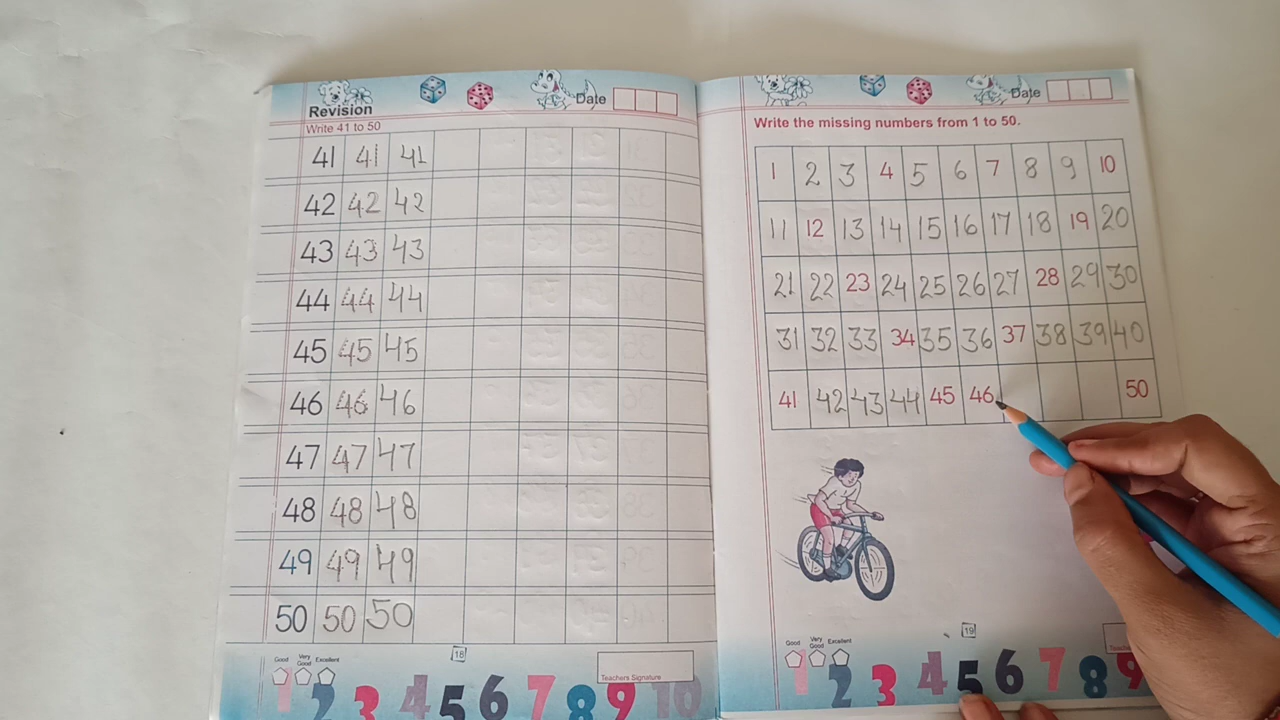 Revision
Date
Write 41 to 50
41 41 41
42 42 42
43 43 43
44 44 44
45 45 45
46 46 46
47 47 47
48 48 48
49 49 49
50 50 50
Good Very Good Excellent
18
Teachers Signature
1 2 3 4 5 6 7 8 9 10
Date
Write the missing numbers from 1 to 50.
1 2 3 4 5 6 7 8 9 10
11 12 13 14 15 16 17 18 19 20
21 22 23 24 25 26 27 28 29 30
31 32 33 34 35 36 37 38 39 40
41 42 43 44 45 46 50
Good Very Good Excellent
19
1 2 3 4 5 6 7 8 9